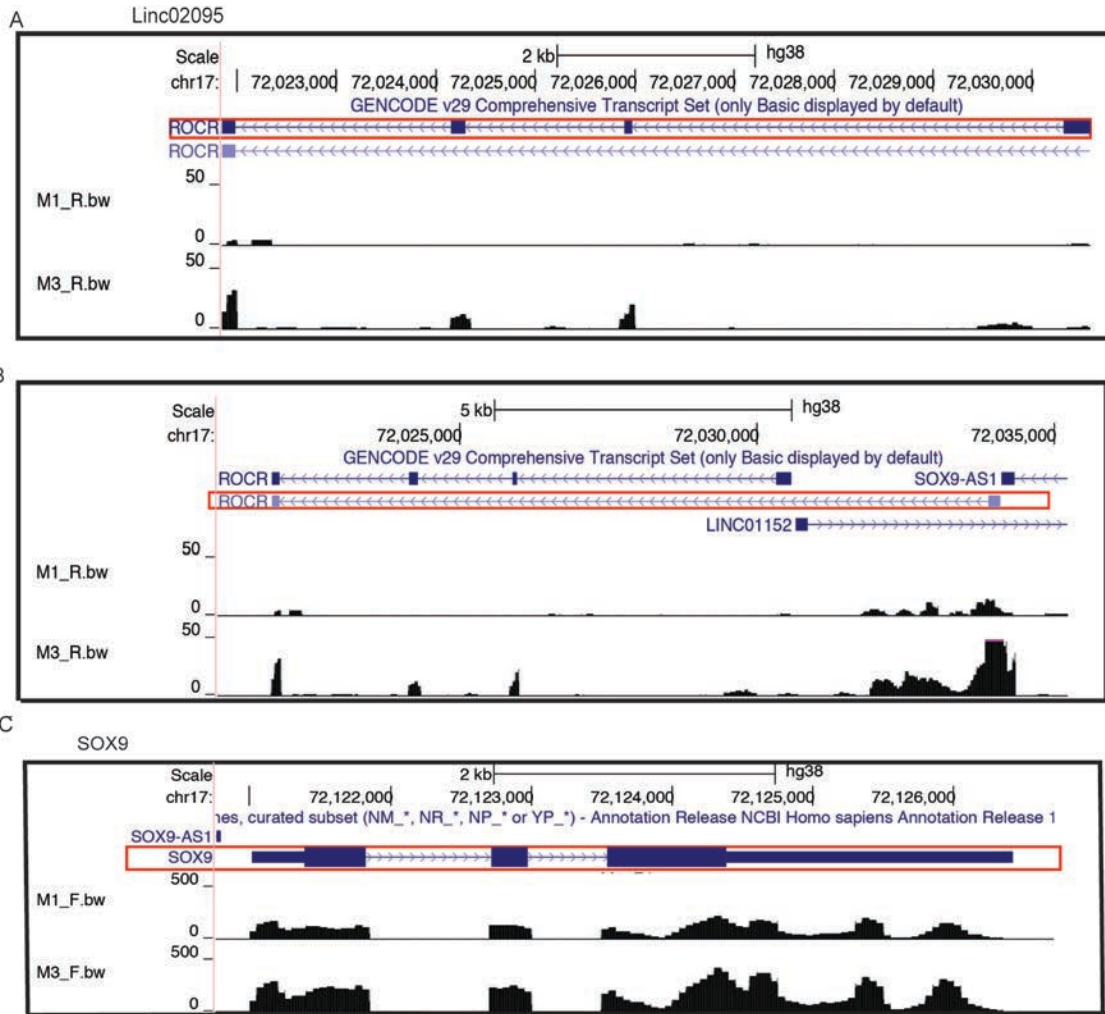 A
Linc02095
Scale 2 kb hg38
chr17: 72,023,000 72,024,000 72,025,000 72,026,000 72,027,000 72,028,000 72,029,000 72,030,000
GENCODE v29 Comprehensive Transcript Set (only Basic displayed by default)
ROCR
ROCR
50
M1_R.bw
0
50
M3_R.bw
0
B
Scale 5 kb hg38
chr17: 72,025,000 72,030,000 72,035,000
GENCODE v29 Comprehensive Transcript Set (only Basic displayed by default)
ROCR SOX9-AS1
ROCR
LINC01152
50
M1_R.bw
0
50
M3_R.bw
0
C
SOX9
Scale 2 kb hg38
chr17: 72,122,000 72,123,000 72,124,000 72,125,000 72,126,000
nes, curated subset (NM_*, NR_*, NP_* or YP_*) - Annotation Release NCBI Homo sapiens Annotation Release 1
SOX9-AS1
SOX9
500
M1_F.bw
0
500
M3_F.bw
0